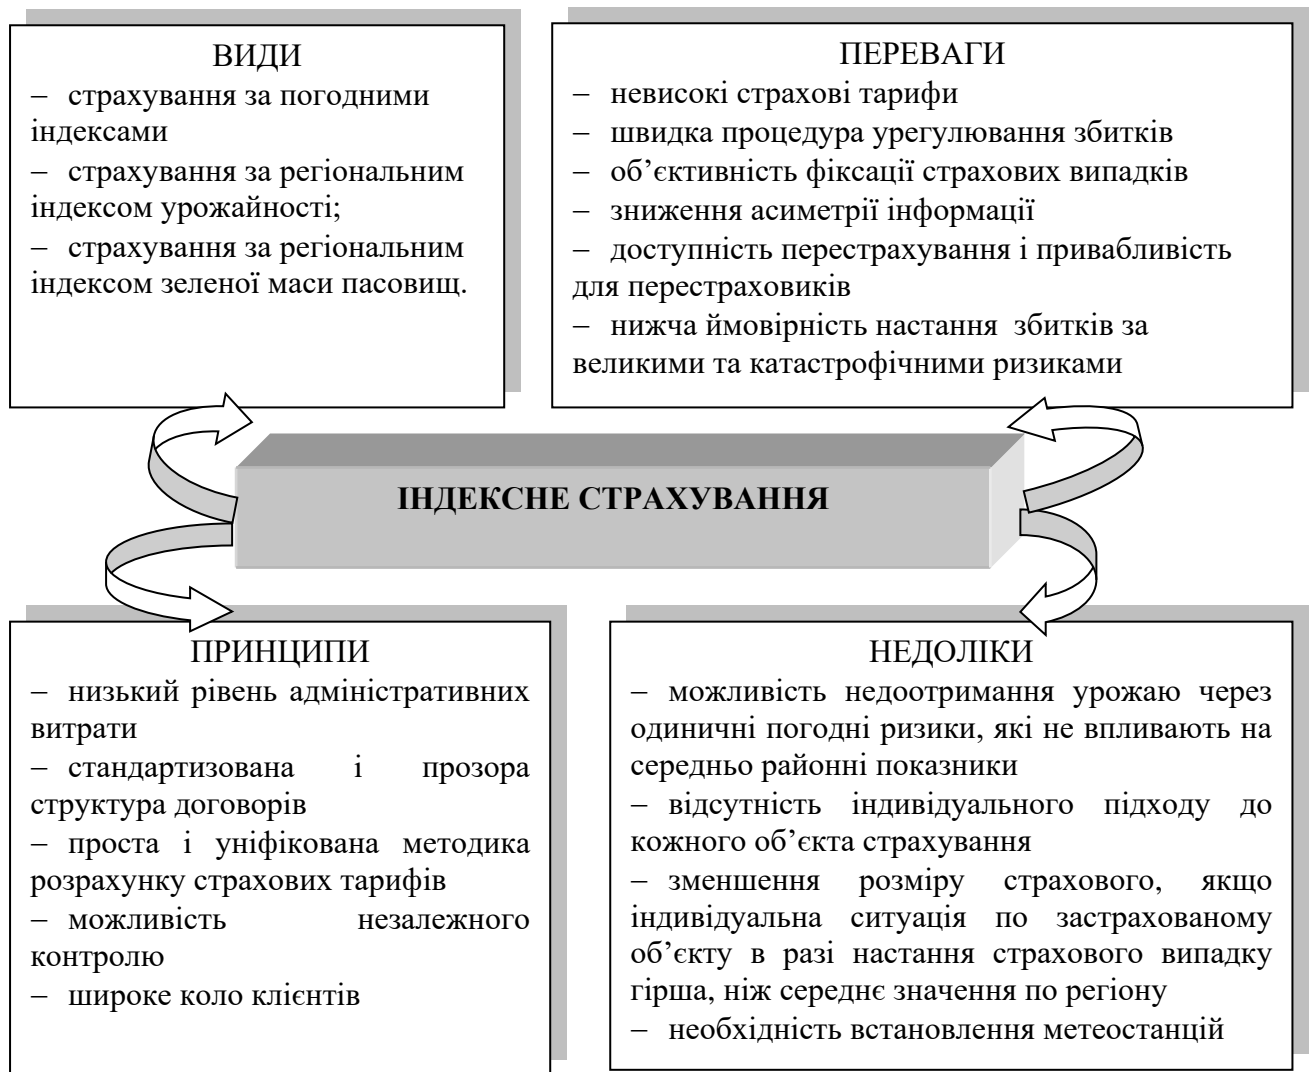 ВИДИ
– страхування за погодними
індексами
– страхування за регіональним
індексом урожайності;
– страхування за регіональним
індексом зеленої маси пасовищ.
ПЕРЕВАГИ
– невисокі страхові тарифи
– швидка процедура урегулювання збитків
– об’єктивність фіксації страхових випадків
– зниження асиметрії інформації
– доступність перестрахування і привабливість
для перестраховиків
– нижча ймовірність настання збитків за
великими та катастрофічними ризиками
ІНДЕКСНЕ СТРАХУВАННЯ
ПРИНЦИПИ
– низький рівень адміністративних
витрати
– стандартизована і прозора
структура договорів
– проста і уніфікована методика
розрахунку страхових тарифів
– можливість незалежного
контролю
– широке коло клієнтів
НЕДОЛІКИ
– можливість недоотримання урожаю через
одиничні погодні ризики, які не впливають на
середньо районні показники
– відсутність індивідуального підходу до
кожного об’єкта страхування
– зменшення розміру страхового, якщо
індивідуальна ситуація по застрахованому
об’єкту в разі настання страхового випадку
гірша, ніж середнє значення по регіону
– необхідність встановлення метеостанцій